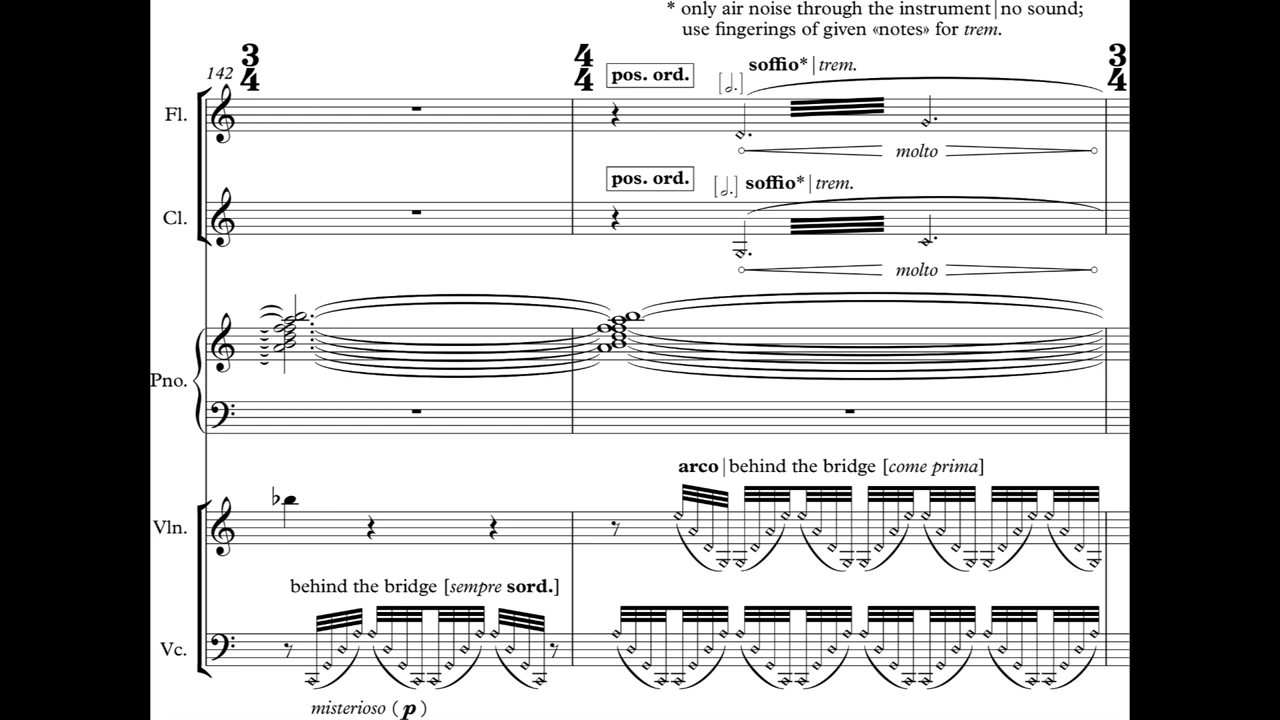 * only air noise through the instrument|no sound;
use fingerings of given «notes» for trem.
142
3
4
4
4
3
4
pos. ord.
soffio*|trem.
Fl.
molto
pos. ord.
soffio*|trem.
Cl.
molto
Pno.
arco|behind the bridge [come prima]
Vln.
behind the bridge [sempre sord.]
Vc.
misterioso (p)